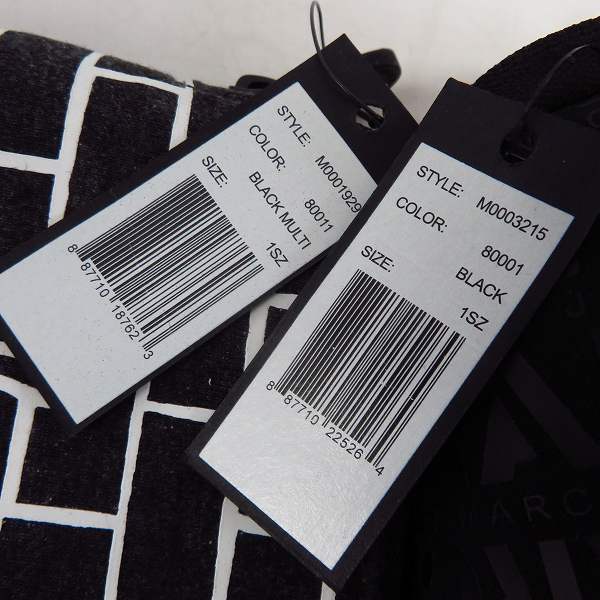 STYLE: M0001929
COLOR: 80011
BLACK MULTI
SIZE: 1SZ
8 87710 18762 3
STYLE: M0003215
COLOR: 80001
BLACK
SIZE: 1SZ
8 87710 22526 4
ARC